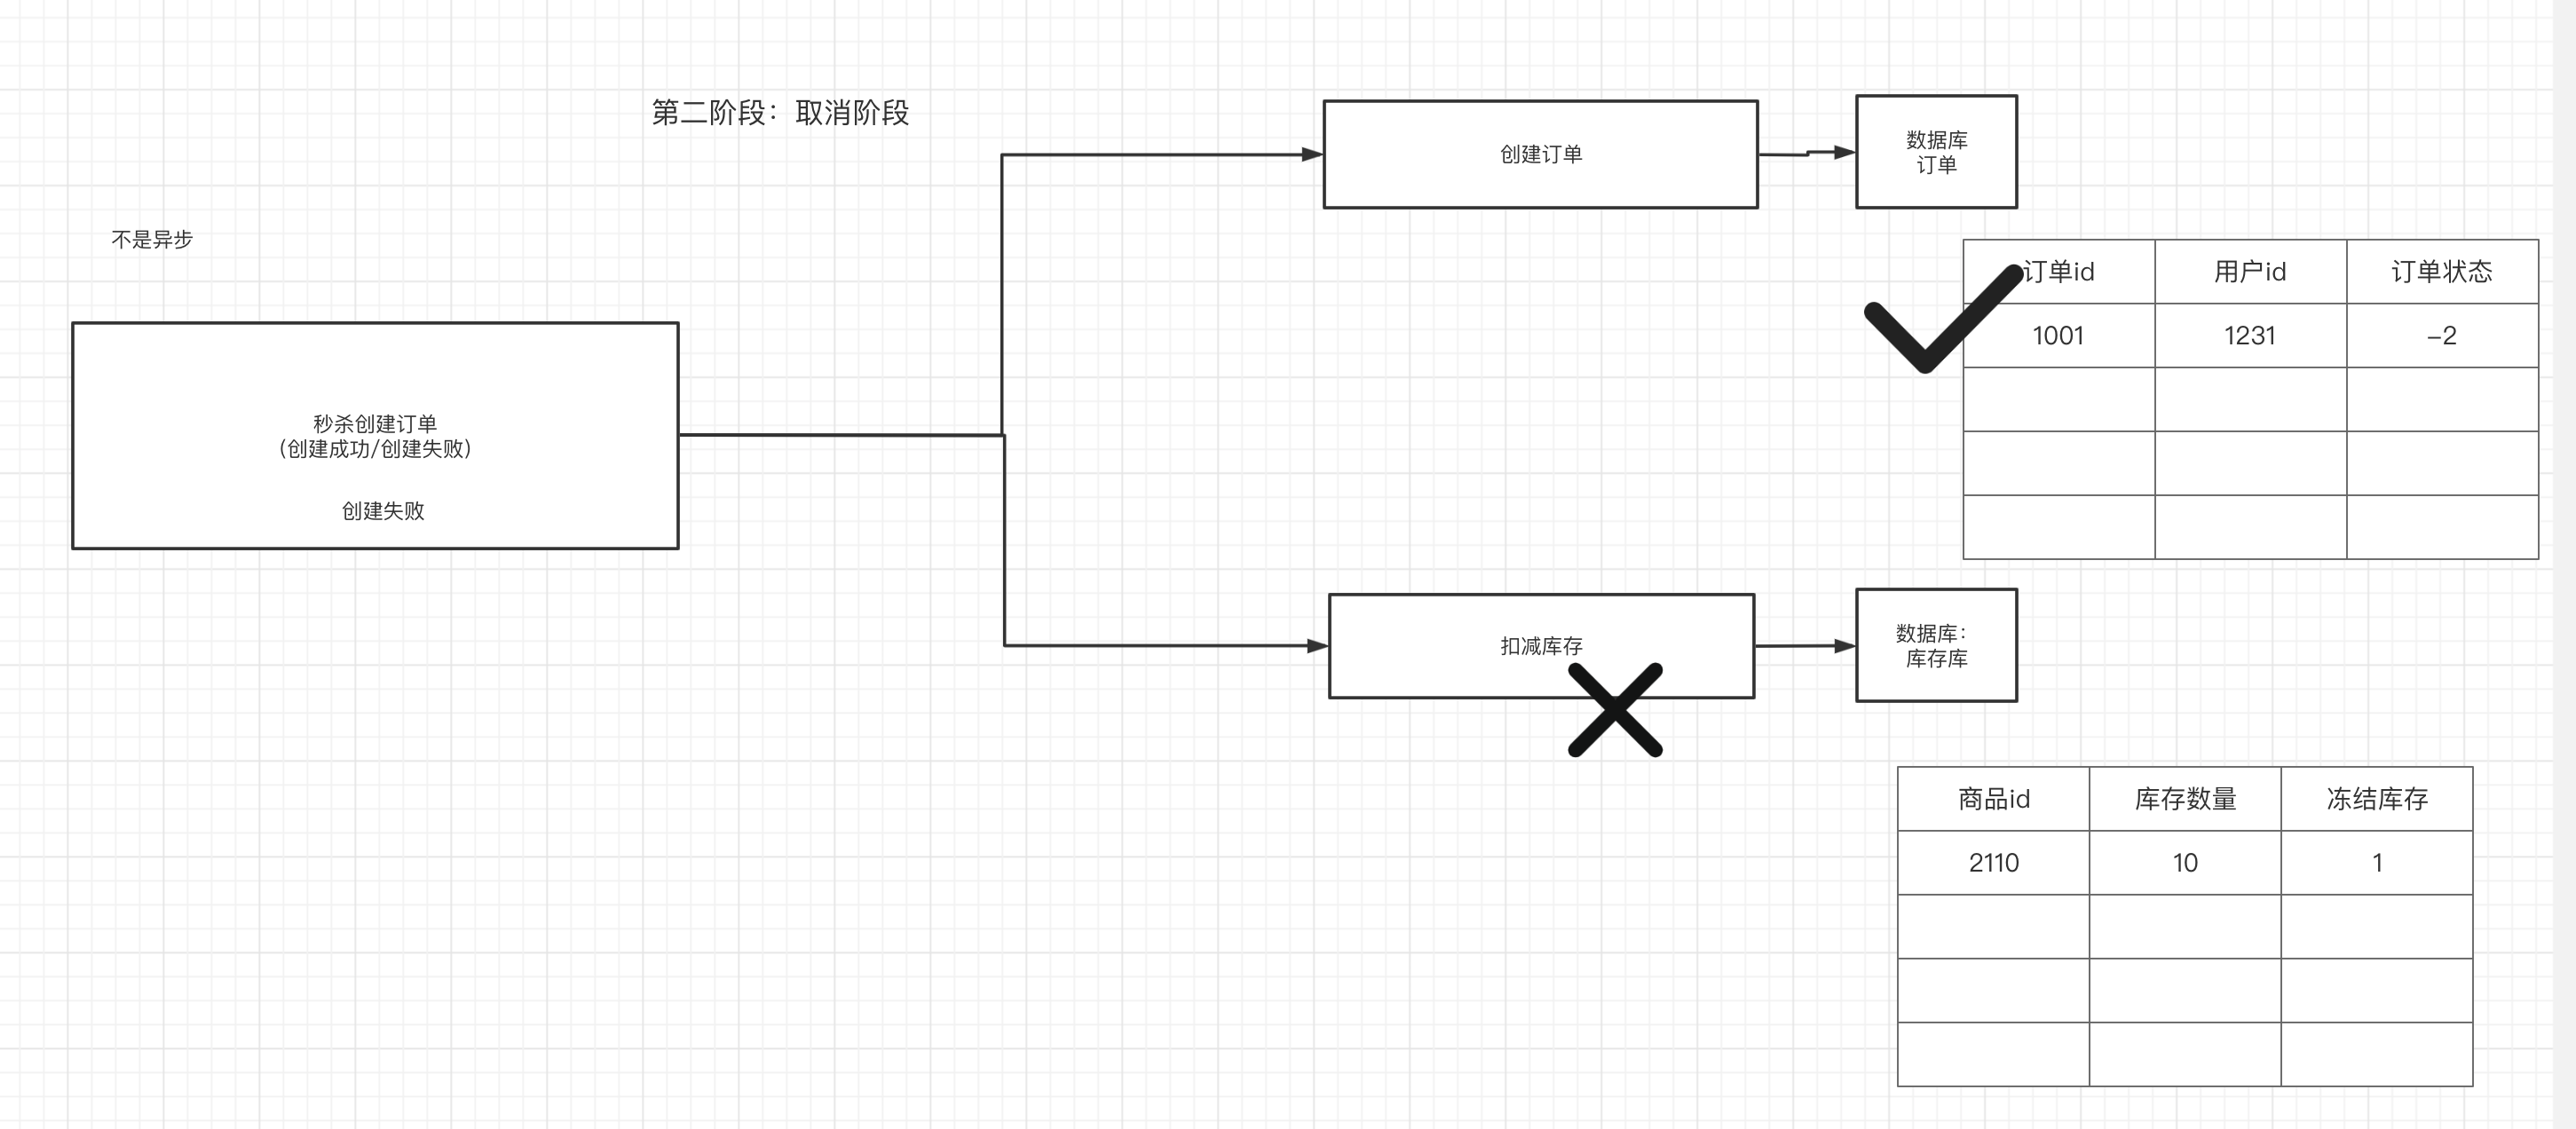 第二阶段：取消阶段
不是异步
秒杀创建订单
(创建成功/创建失败)
创建失败
创建订单
数据库
订单
订单id 用户id 订单状态
1001 1231 -2
扣减库存
数据库：
库存库
商品id 库存数量 冻结库存
2110 10 1